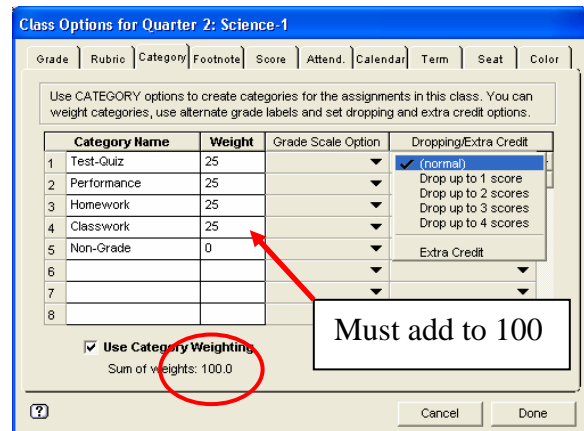 Class Options for Quarter 2: Science-1
Grade Rubric Category Footnote Score Attend. Calendar Term Seat Color
Use CATEGORY options to create categories for the assignments in this class. You can
weight categories, use alternate grade labels and set dropping and extra credit options.
Category Name Weight Grade Scale Option Dropping/Extra Credit
1 Test-Quiz 25
2 Performance 25
3 Homework 25
4 Classwork 25
5 Non-Grade 0
6
7
8
(normal)
Drop up to 1 score
Drop up to 2 scores
Drop up to 3 scores
Drop up to 4 scores
Extra Credit
Must add to 100
Use Category Weighting
Sum of weights: 100.0
? Cancel Done